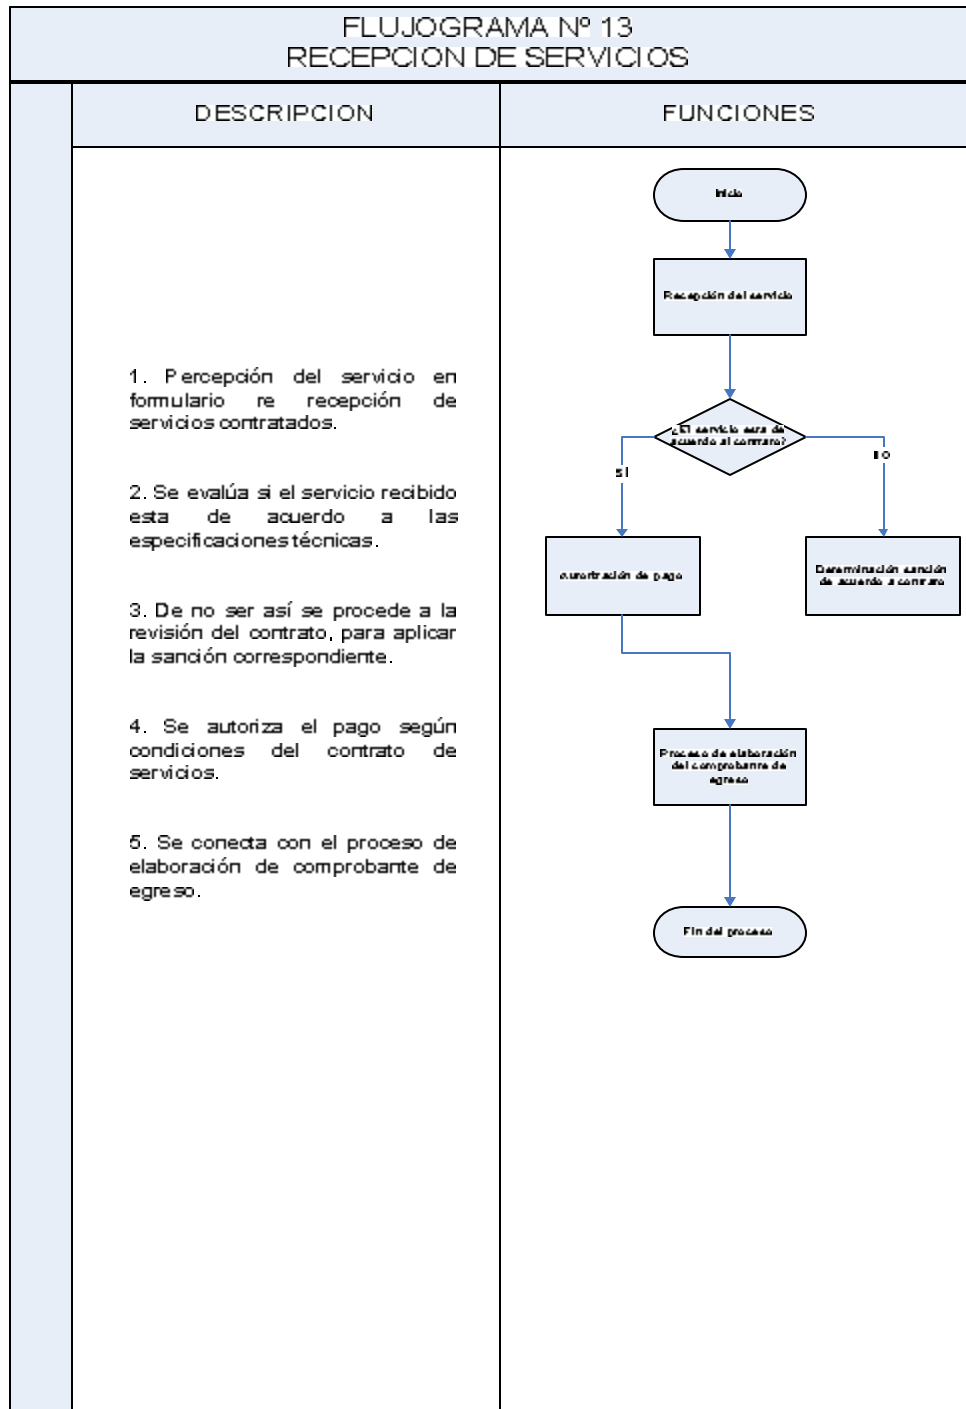 FLUJOGRAMA Nº 13
RECEPCION DE SERVICIOS
DESCRIPCION
FUNCIONES
1. Percepción del servicio en
formulario re recepción de
servicios contratados.
2. Se evalúa si el servicio recibido
esta de acuerdo a las
especificaciones técnicas.
3. De no ser así se procede a la
revisión del contrato, para aplicar
la sanción correspondiente.
4. Se autoriza el pago según
condiciones del contrato de
servicios.
5. Se conecta con el proceso de
elaboración de comprobante de
egreso.
Inicio
Recepción del servicio
¿El servicio esta de
acuerdo al contrato?
si
no
Autorización de pago
Determinación sanción
de acuerdo a contrato
Proceso de elaboración
del comprobante de
egreso
Fin del proceso